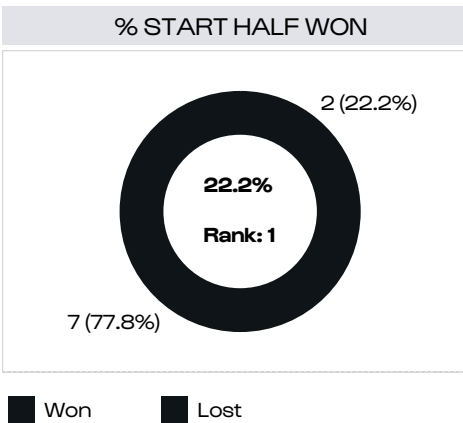 % START HALF WON
2 (22.2%)
22.2%
Rank: 1
7 (77.8%)
Won
Lost